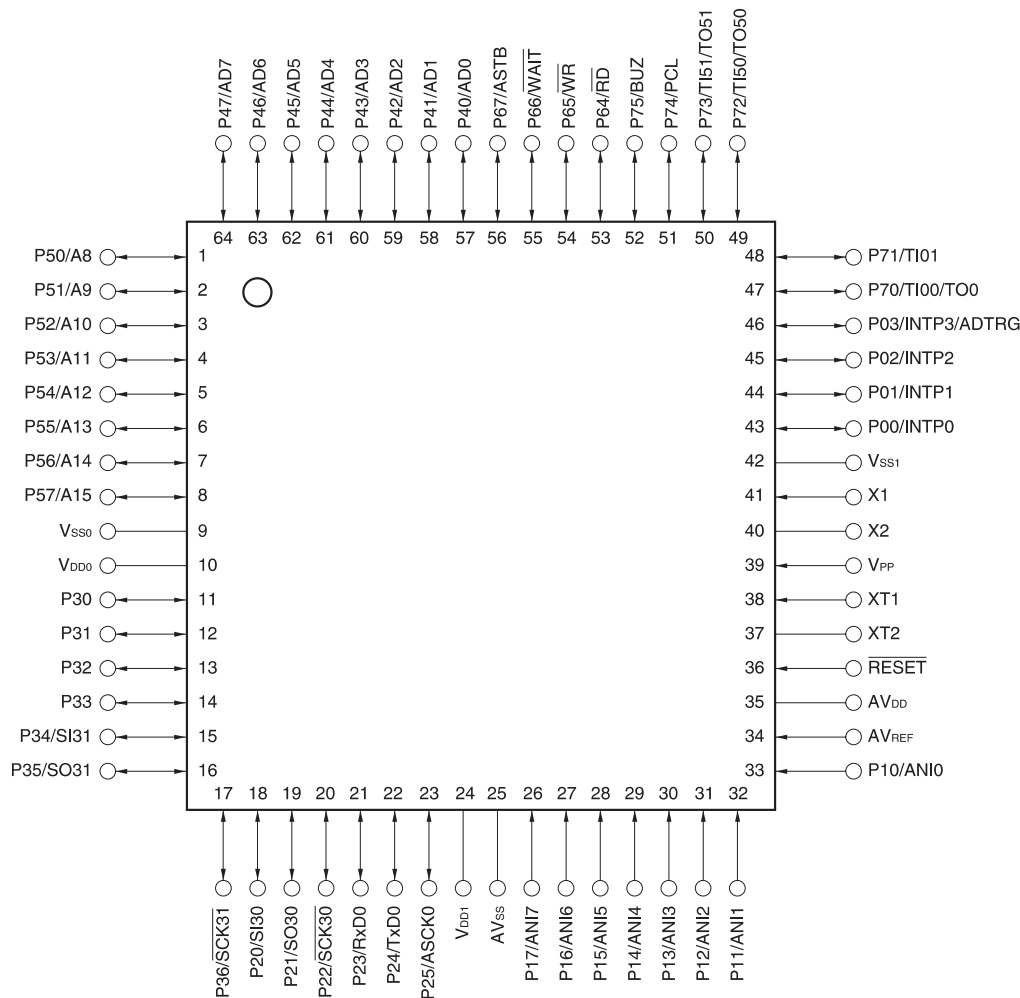 P47/AD7
P46/AD6
P45/AD5
P44/AD4
P43/AD3
P42/AD2
P41/AD1
P40/AD0
P67/ASTB
P66/W̅A̅I̅T̅
P65/W̅R̅
P64/R̅D̅
P75/BUZ
P74/PCL
P73/TI51/TO51
P72/TI50/TO50
64 63 62 61 60 59 58 57 56 55 54 53 52 51 50 49
P50/A8 1
P51/A9 2
P52/A10 3
P53/A11 4
P54/A12 5
P55/A13 6
P56/A14 7
P57/A15 8
VSS0 9
VDD0 10
P30 11
P31 12
P32 13
P33 14
P34/SI31 15
P35/SO31 16
48 P71/TI01
47 P70/TI00/TO0
46 P03/INTP3/ADTRG
45 P02/INTP2
44 P01/INTP1
43 P00/INTP0
42 VSS1
41 X1
40 X2
39 VPP
38 XT1
37 XT2
36 R̅E̅S̅E̅T̅
35 AVDD
34 AVREF
33 P10/ANI0
17 18 19 20 21 22 23 24 25 26 27 28 29 30 31 32
P36/S̅C̅K̅3̅1̅
P20/SI30
P21/SO30
P22/S̅C̅K̅3̅0̅
P23/RxD0
P24/TxD0
P25/ASCK0
VDD1
AVSS
P17/ANI7
P16/ANI6
P15/ANI5
P14/ANI4
P13/ANI3
P12/ANI2
P11/ANI1